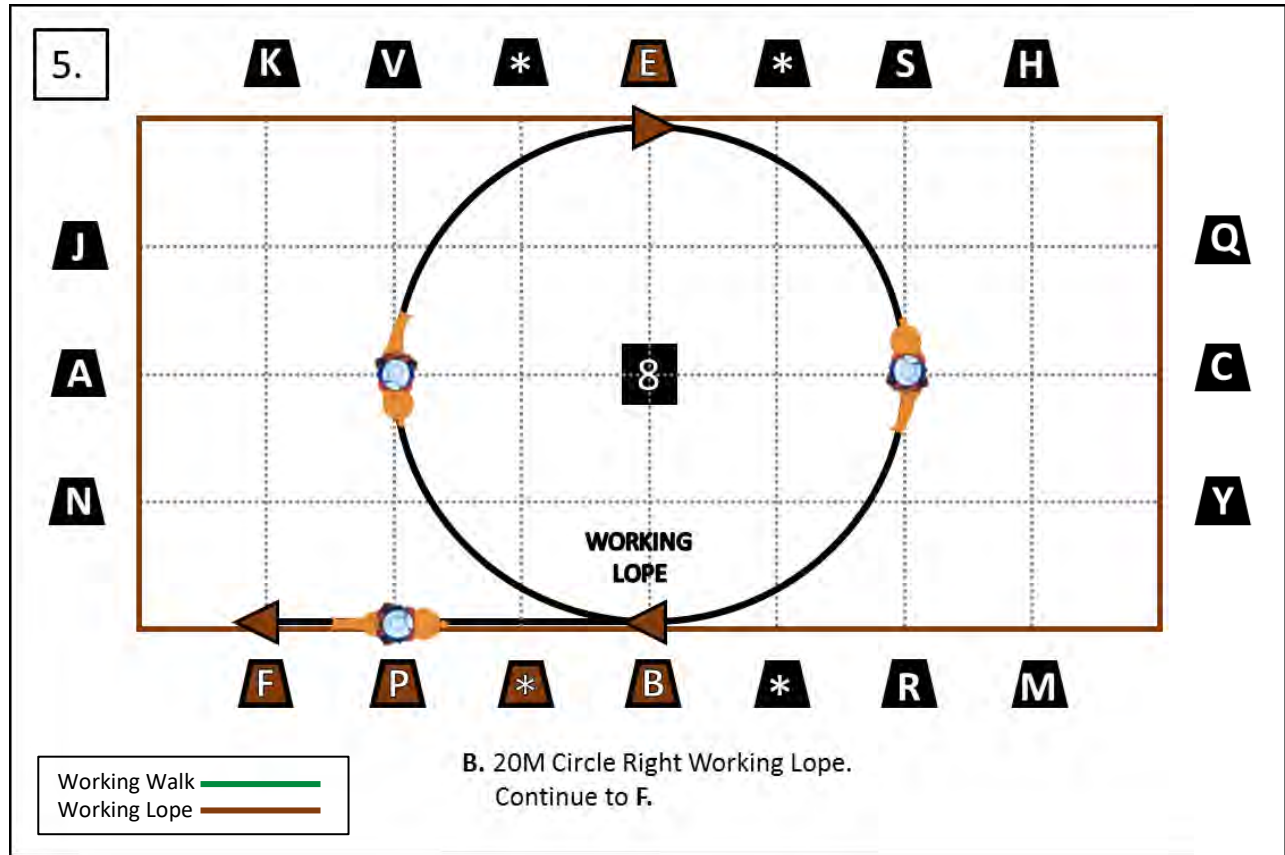 5.
K V * E * S H
J Q
A 8 C
N Y
WORKING
LOPE
F P * B * R M
B. 20M Circle Right Working Lope.
Continue to F.
Working Walk
Working Lope